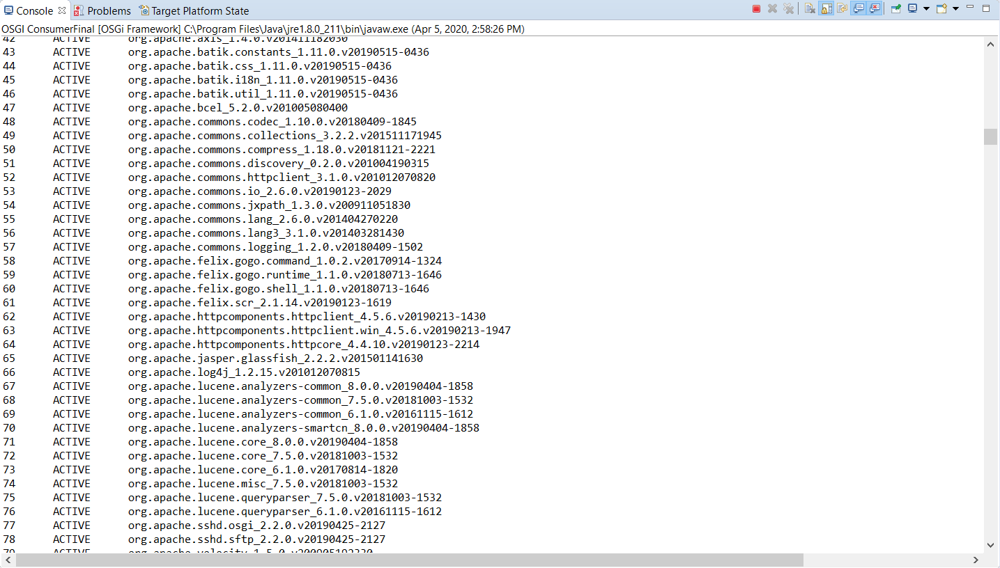 Console Problems Target Platform State
OSGI ConsumerFinal [OSGi Framework] C:\Program Files\Java\jre1.8.0_211\bin\javaw.exe (Apr 5, 2020, 2:58:26 PM)
42 ACTIVE org.apache.axis_1.4.0.v201411182030
43 ACTIVE org.apache.batik.constants_1.11.0.v20190515-0436
44 ACTIVE org.apache.batik.css_1.11.0.v20190515-0436
45 ACTIVE org.apache.batik.i18n_1.11.0.v20190515-0436
46 ACTIVE org.apache.batik.util_1.11.0.v20190515-0436
47 ACTIVE org.apache.bcel_5.2.0.v201005080400
48 ACTIVE org.apache.commons.codec_1.10.0.v20180409-1845
49 ACTIVE org.apache.commons.collections_3.2.2.v201511171945
50 ACTIVE org.apache.commons.compress_1.18.0.v20181121-2221
51 ACTIVE org.apache.commons.discovery_0.2.0.v201004190315
52 ACTIVE org.apache.commons.httpclient_3.1.0.v201012070820
53 ACTIVE org.apache.commons.io_2.6.0.v20190123-2029
54 ACTIVE org.apache.commons.jxpath_1.3.0.v200911051830
55 ACTIVE org.apache.commons.lang_2.6.0.v201404270220
56 ACTIVE org.apache.commons.lang3_3.1.0.v201403281430
57 ACTIVE org.apache.commons.logging_1.2.0.v20180409-1502
58 ACTIVE org.apache.felix.gogo.command_1.0.2.v20170914-1324
59 ACTIVE org.apache.felix.gogo.runtime_1.1.0.v20180713-1646
60 ACTIVE org.apache.felix.gogo.shell_1.1.0.v20180713-1646
61 ACTIVE org.apache.felix.scr_2.1.14.v20190123-1619
62 ACTIVE org.apache.httpcomponents.httpclient_4.5.6.v20190213-1430
63 ACTIVE org.apache.httpcomponents.httpclient.win_4.5.6.v20190213-1947
64 ACTIVE org.apache.httpcomponents.httpcore_4.4.10.v20190123-2214
65 ACTIVE org.apache.jasper.glassfish_2.2.2.v201501141630
66 ACTIVE org.apache.log4j_1.2.15.v201012070815
67 ACTIVE org.apache.lucene.analyzers-common_8.0.0.v20190404-1858
68 ACTIVE org.apache.lucene.analyzers-common_7.5.0.v20181003-1532
69 ACTIVE org.apache.lucene.analyzers-common_6.1.0.v20161115-1612
70 ACTIVE org.apache.lucene.analyzers-smartcn_8.0.0.v20190404-1858
71 ACTIVE org.apache.lucene.core_8.0.0.v20190404-1858
72 ACTIVE org.apache.lucene.core_7.5.0.v20181003-1532
73 ACTIVE org.apache.lucene.core_6.1.0.v20170814-1820
74 ACTIVE org.apache.lucene.misc_7.5.0.v20181003-1532
75 ACTIVE org.apache.lucene.queryparser_7.5.0.v20181003-1532
76 ACTIVE org.apache.lucene.queryparser_6.1.0.v20161115-1612
77 ACTIVE org.apache.sshd.osgi_2.2.0.v20190425-2127
78 ACTIVE org.apache.sshd.sftp_2.2.0.v20190425-2127
79 ACTIVE org.apache.velocity_1.5.0.v200905192330